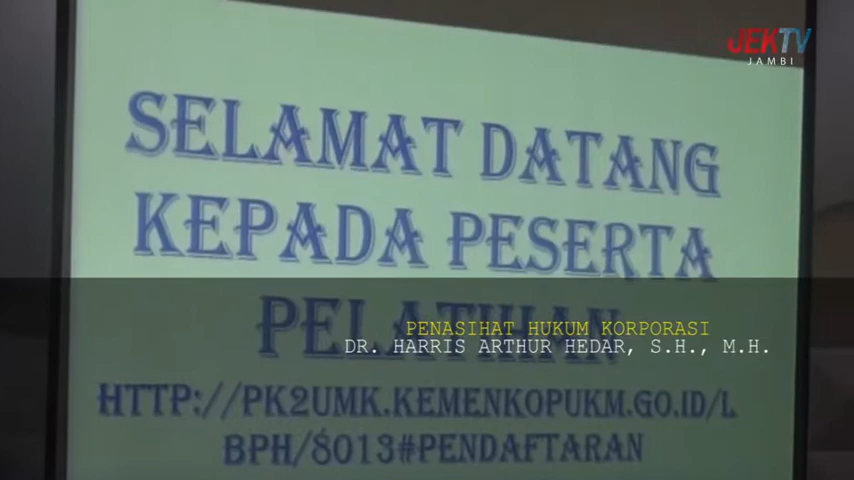 JEKTV
JAMBI
SELAMAT DATANG
KEPADA PESERTA
PELATIHAN
PENASIHAT HUKUM KORPORASI
DR. HARRIS ARTHUR HEDAR, S.H., M.H.
HTTP://PK2UMK.KEMENKOPUKM.GO.ID/L
BPH/8013#PENDAFTARAN